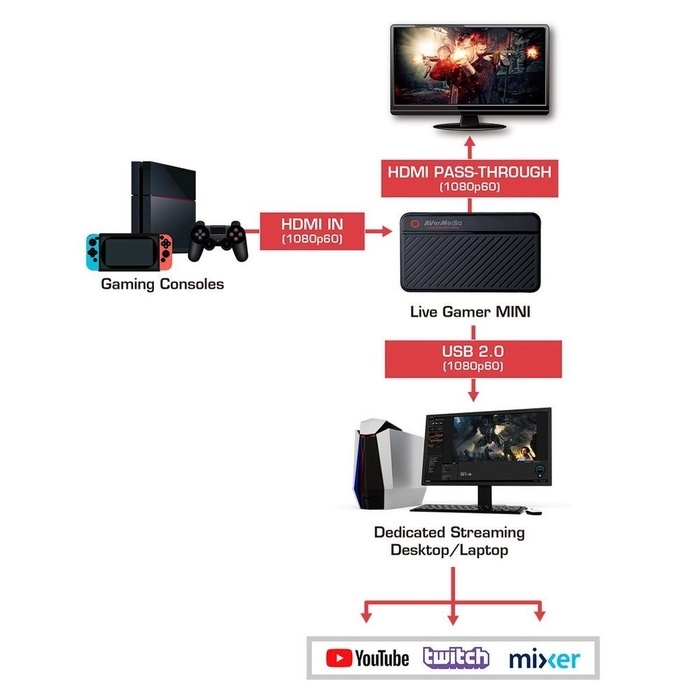 HDMI PASS-THROUGH
(1080p60)
HDMI IN
(1080p60)
AVerMedia
Gaming Consoles
Live Gamer MINI
USB 2.0
(1080p60)
Dedicated Streaming
Desktop/Laptop
YouTube
twitch
mixer